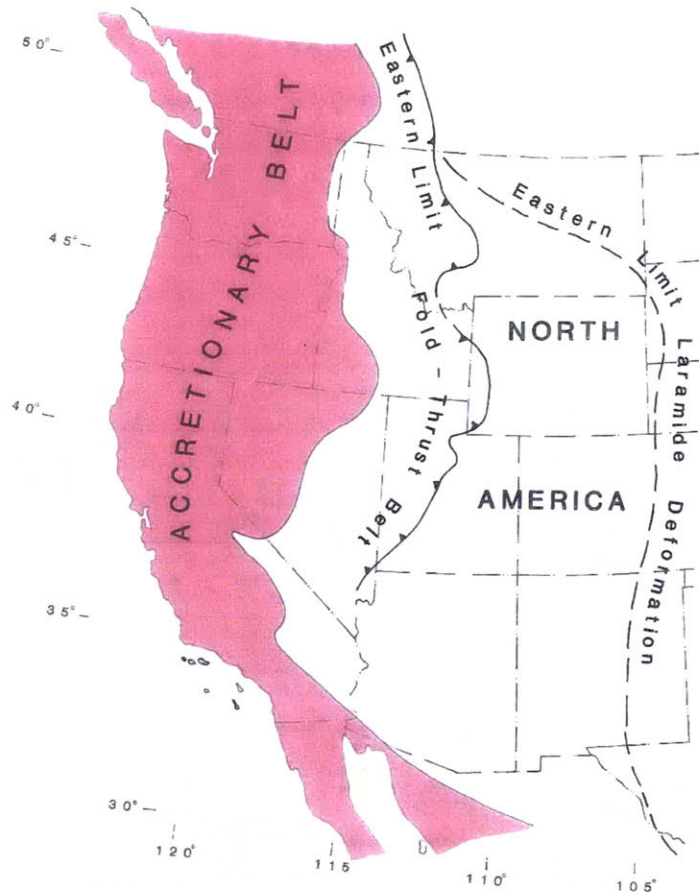 50°
45°
40°
35°
30°
120°
115
110°
105°
ACCRETIONARY BELT
Eastern Limit
Fold - Thrust Belt
Eastern Limit Laramide Deformation
NORTH
AMERICA